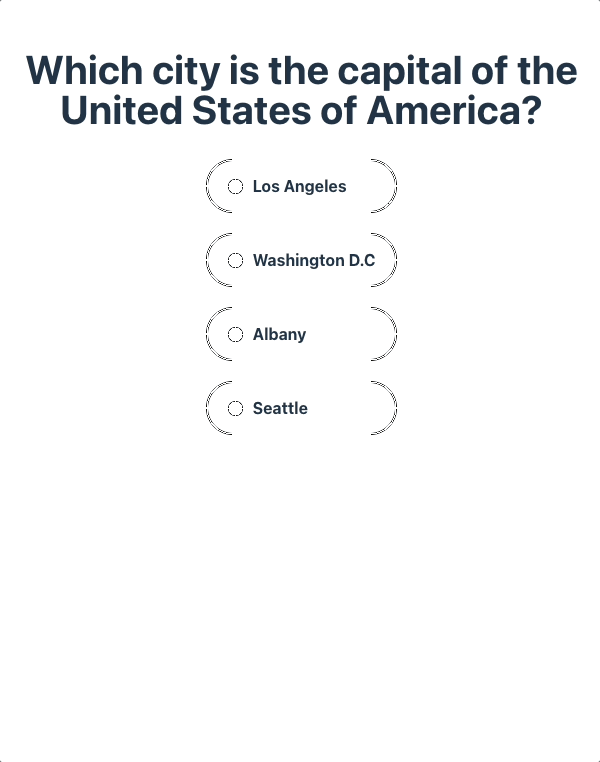 Which city is the capital of the
United States of America?
Los Angeles
Washington D.C
Albany
Seattle